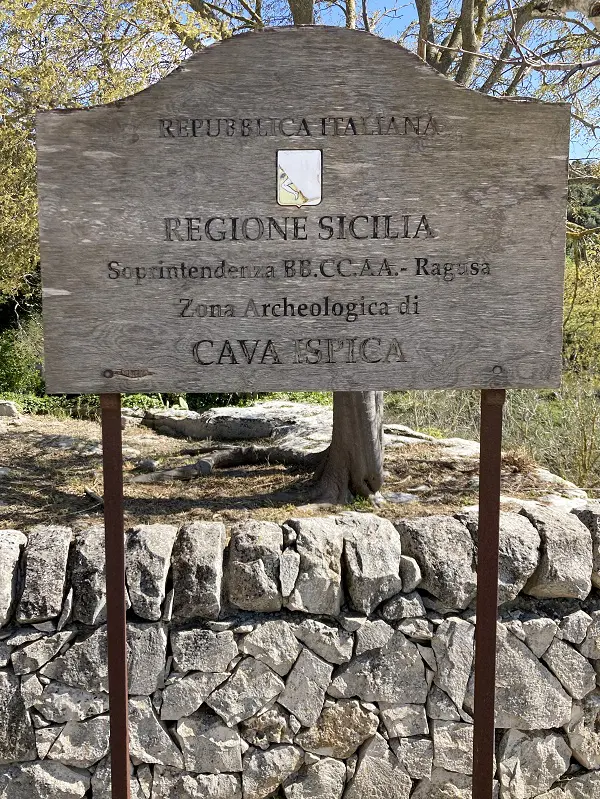 REPUBBLICA ITALIANA
REGIONE SICILIA
Soprintendenza BB.CC.AA.- Ragusa
Zona Archeologica di
CAVA ISPICA